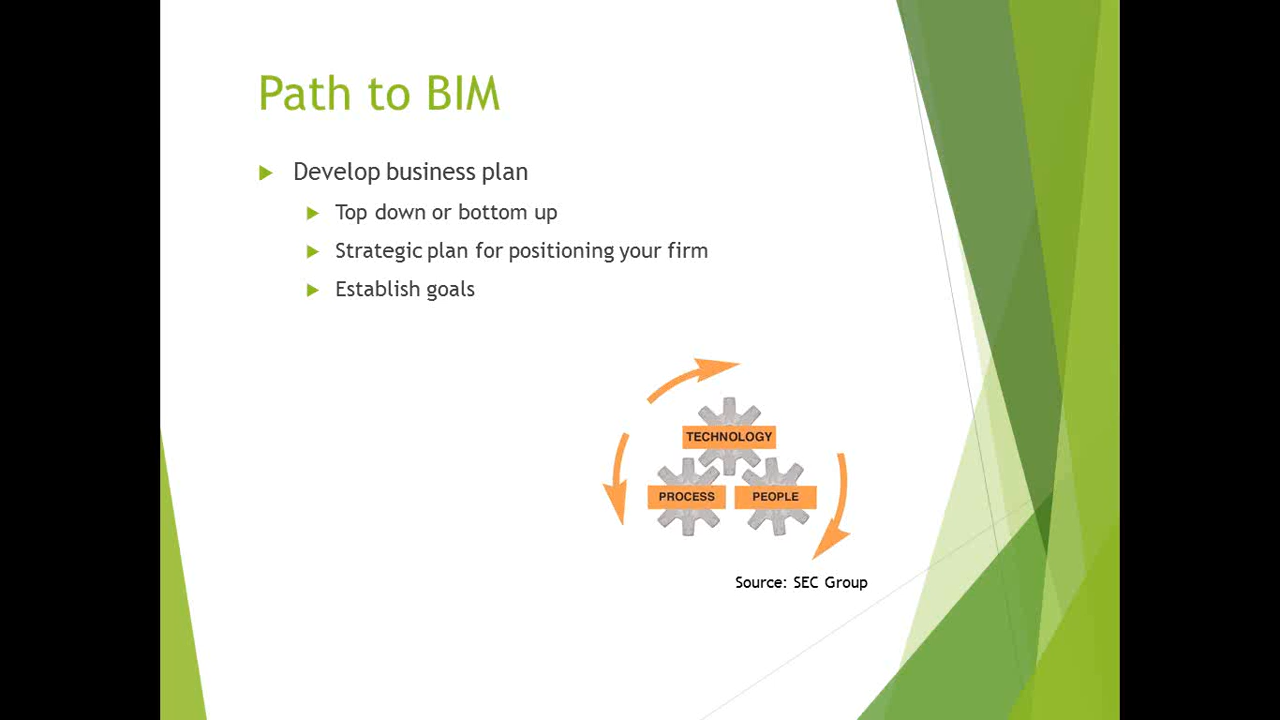 Path to BIM
Develop business plan
Top down or bottom up
Strategic plan for positioning your firm
Establish goals
TECHNOLOGY
PROCESS
PEOPLE
Source: SEC Group